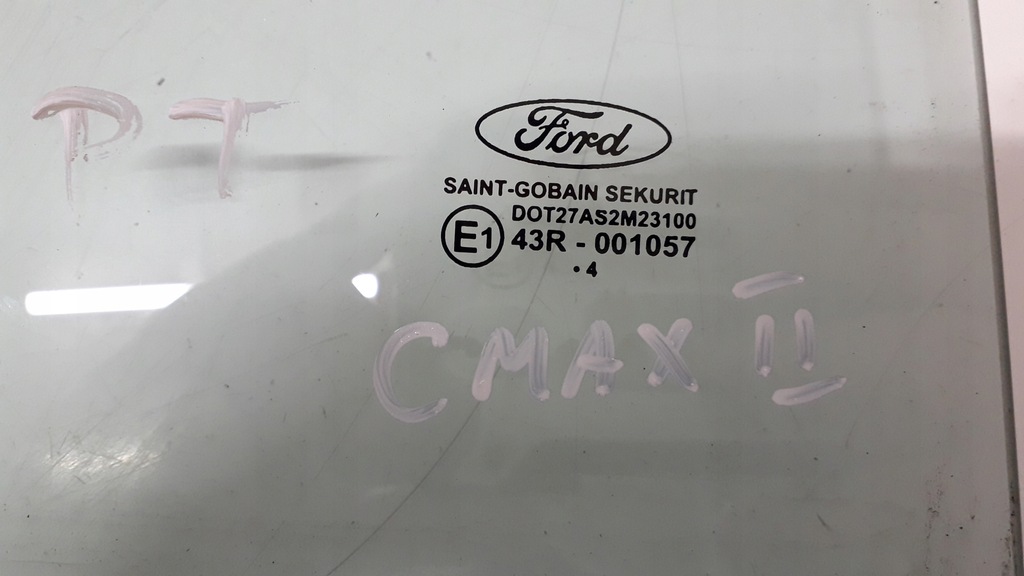 PT
Ford
SAINT-GOBAIN SEKURIT
DOT27AS2M23100
E1 43R - 001057
.4
CMAX II